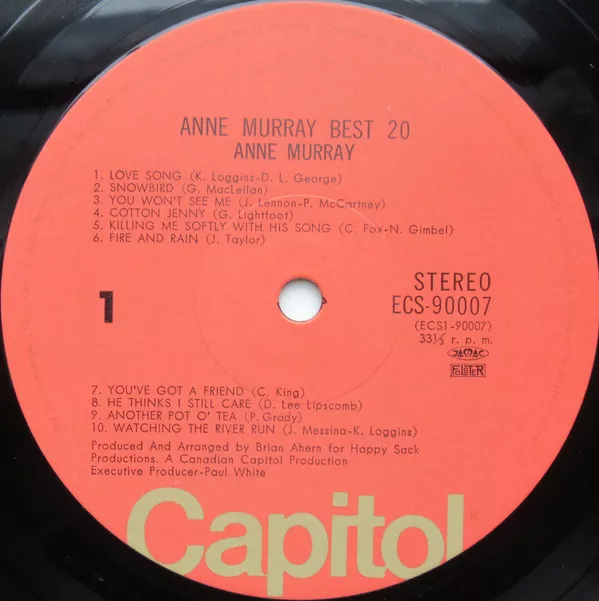 ANNE MURRAY BEST 20
ANNE MURRAY
1. LOVE SONG (K. Loggins-D. L. George)
2. SNOWBIRD (G. MacLellan)
3. YOU WON'T SEE ME (J. Lennon-P. McCartney)
4. COTTON JENNY (G. Lightfoot)
5. KILLING ME SOFTLY WITH HIS SONG (C. Fox-N. Gimbel)
6. FIRE AND RAIN (J. Taylor)
1
STEREO
ECS-90007
(ECS1-90007)
33⅓ r. p. m.
JASRAC
7. YOU'VE GOT A FRIEND (C. King)
8. HE THINKS I STILL CARE (D. Lee Lipscomb)
9. ANOTHER POT O' TEA (P. Grady)
10. WATCHING THE RIVER RUN (J. Messina-K. Loggins)
Produced And Arranged by Brian Ahern for Happy Sack
Productions. A Canadian Capitol Production
Executive Producer-Paul White
Capitol